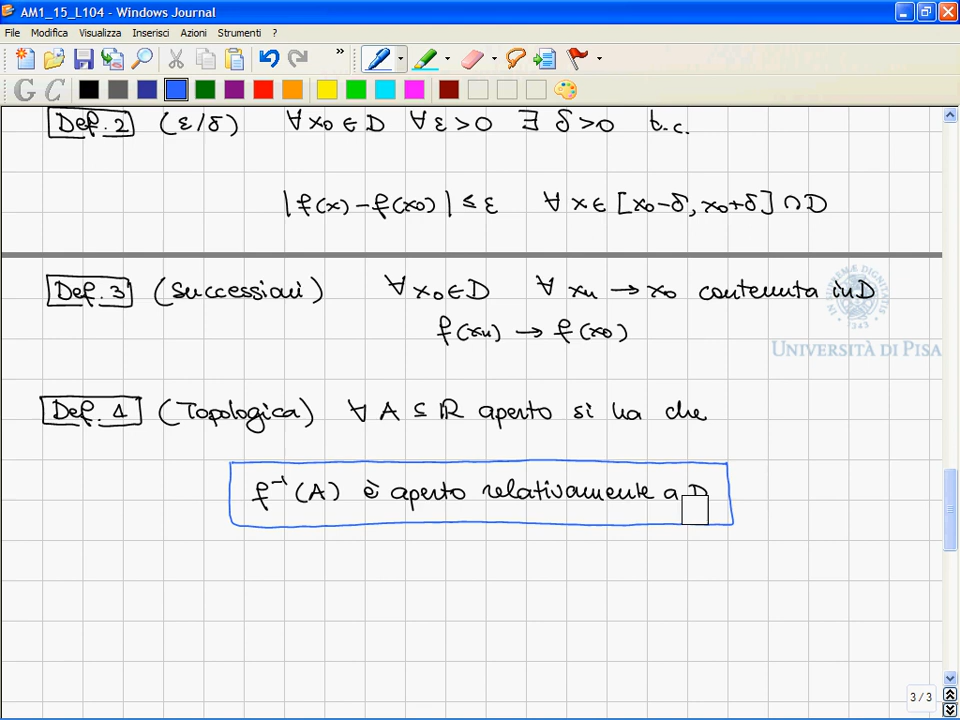 AM1_15_L104 - Windows Journal
File Modifica Visualizza Inserisci Azioni Strumenti ?
Def. 2 (ε/δ) ∀ x0 ∈ D ∀ ε > 0 ∃ δ > 0 t.c.
|f(x) - f(x0)| ≤ ε ∀ x ∈ [x0-δ, x0+δ] ∩ D
Def. 3 (Successioni) ∀ x0 ∈ D ∀ xn → x0 contenuta in D
f(xn) → f(x0)
UNIVERSITÀ DI PISA
Def. 4 (Topologica) ∀ A ⊆ ℝ aperto si ha che
f⁻¹(A) è aperto relativamente a D
3 / 3